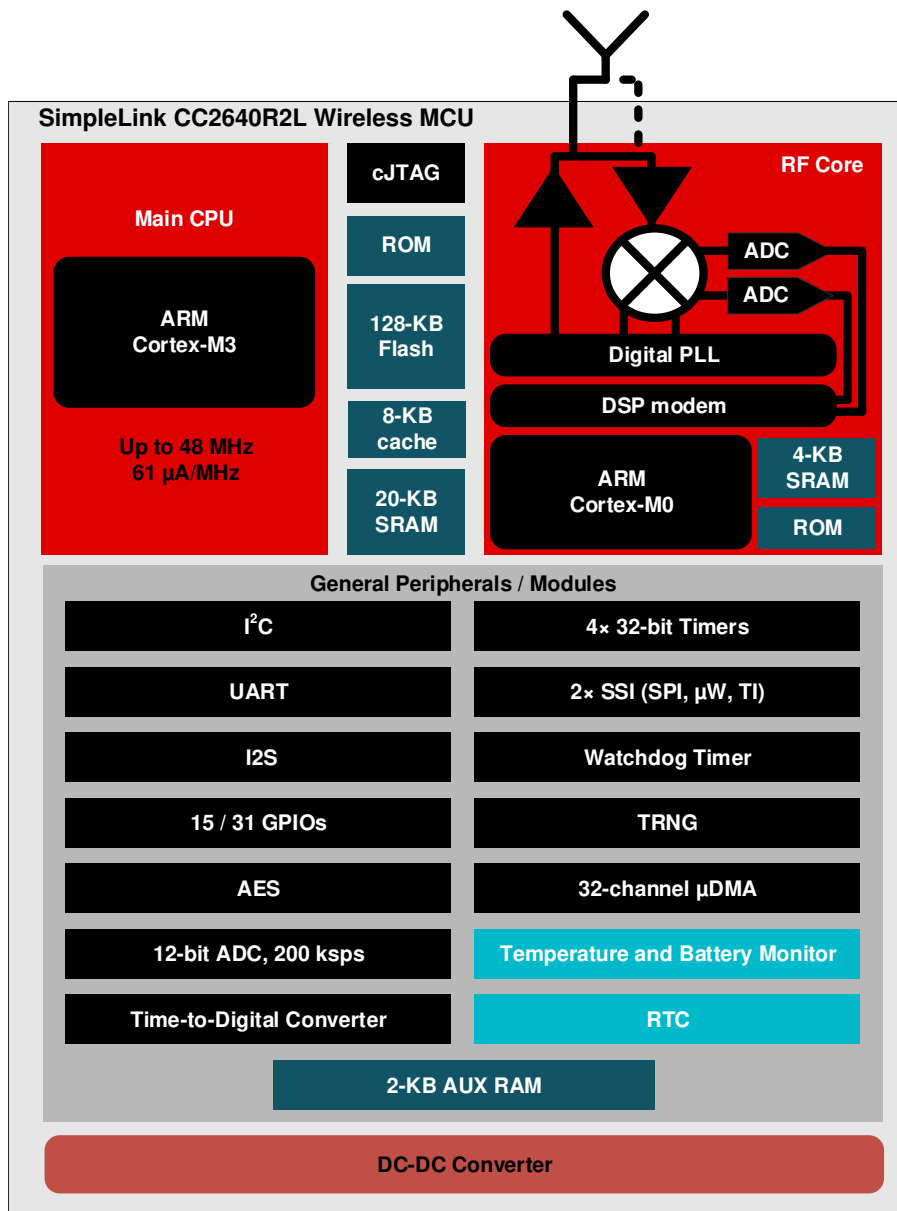 SimpleLink CC2640R2L Wireless MCU
Main CPU
ARM
Cortex-M3
Up to 48 MHz
61 µA/MHz
cJTAG
ROM
128-KB
Flash
8-KB
cache
20-KB
SRAM
RF Core
ADC
ADC
Digital PLL
DSP modem
ARM
Cortex-M0
4-KB
SRAM
ROM
General Peripherals / Modules
I²C
4× 32-bit Timers
UART
2× SSI (SPI, µW, TI)
I2S
Watchdog Timer
15 / 31 GPIOs
TRNG
AES
32-channel µDMA
12-bit ADC, 200 ksps
Temperature and Battery Monitor
Time-to-Digital Converter
RTC
2-KB AUX RAM
DC-DC Converter